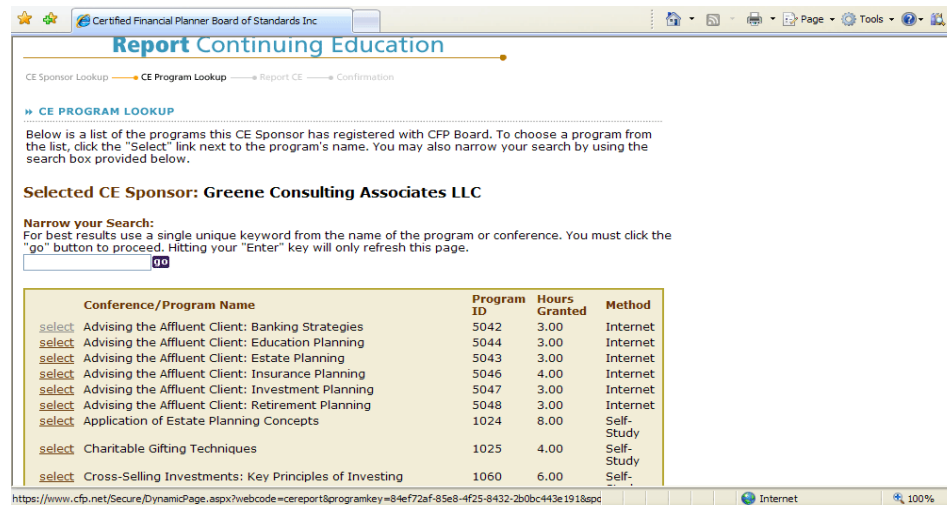 Certified Financial Planner Board of Standards Inc
Page Tools
Report Continuing Education
CE Sponsor Lookup CE Program Lookup Report CE Confirmation
» CE PROGRAM LOOKUP
Below is a list of the programs this CE Sponsor has registered with CFP Board. To choose a program from
the list, click the "Select" link next to the program's name. You may also narrow your search by using the
search box provided below.
Selected CE Sponsor: Greene Consulting Associates LLC
Narrow your Search:
For best results use a single unique keyword from the name of the program or conference. You must click the
"go" button to proceed. Hitting your "Enter" key will only refresh this page.
go
Conference/Program Name Program ID Hours Granted Method
select Advising the Affluent Client: Banking Strategies 5042 3.00 Internet
select Advising the Affluent Client: Education Planning 5044 3.00 Internet
select Advising the Affluent Client: Estate Planning 5043 3.00 Internet
select Advising the Affluent Client: Insurance Planning 5046 4.00 Internet
select Advising the Affluent Client: Investment Planning 5047 3.00 Internet
select Advising the Affluent Client: Retirement Planning 5048 3.00 Internet
select Application of Estate Planning Concepts 1024 8.00 Self-
Study
select Charitable Gifting Techniques 1025 4.00 Self-
Study
select Cross-Selling Investments: Key Principles of Investing 1060 6.00 Self-
https://www.cfp.net/Secure/DynamicPage.aspx?webcode=cereport&programkey=84ef72af-85e8-4f25-8432-2b0bc443e191&spc Internet 100%